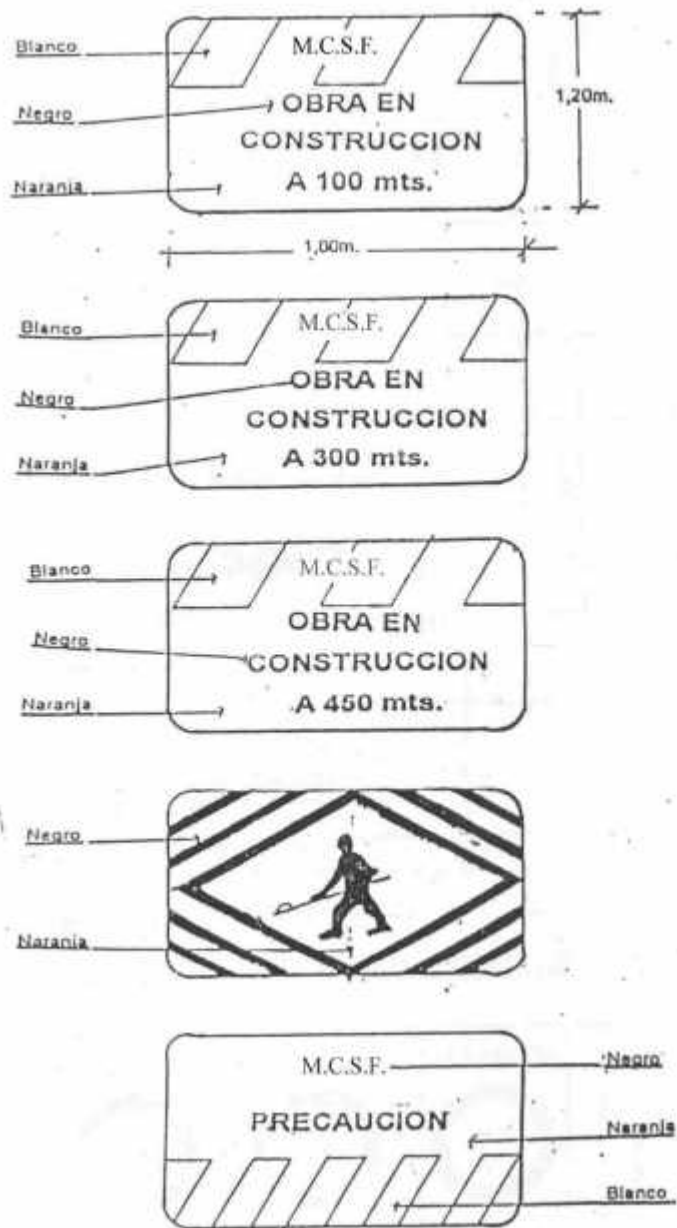 Blanco
M.C.S.F.
Negro
OBRA EN
CONSTRUCCION
Naranja
A 100 mts.
1,20m.
1,00m.
Blanco
M.C.S.F.
Negro
OBRA EN
CONSTRUCCION
Naranja
A 300 mts.
Blanco
M.C.S.F.
Negro
OBRA EN
CONSTRUCCION
Naranja
A 450 mts.
Negro
Naranja
M.C.S.F.
Negro
PRECAUCION
Naranja
Blanco